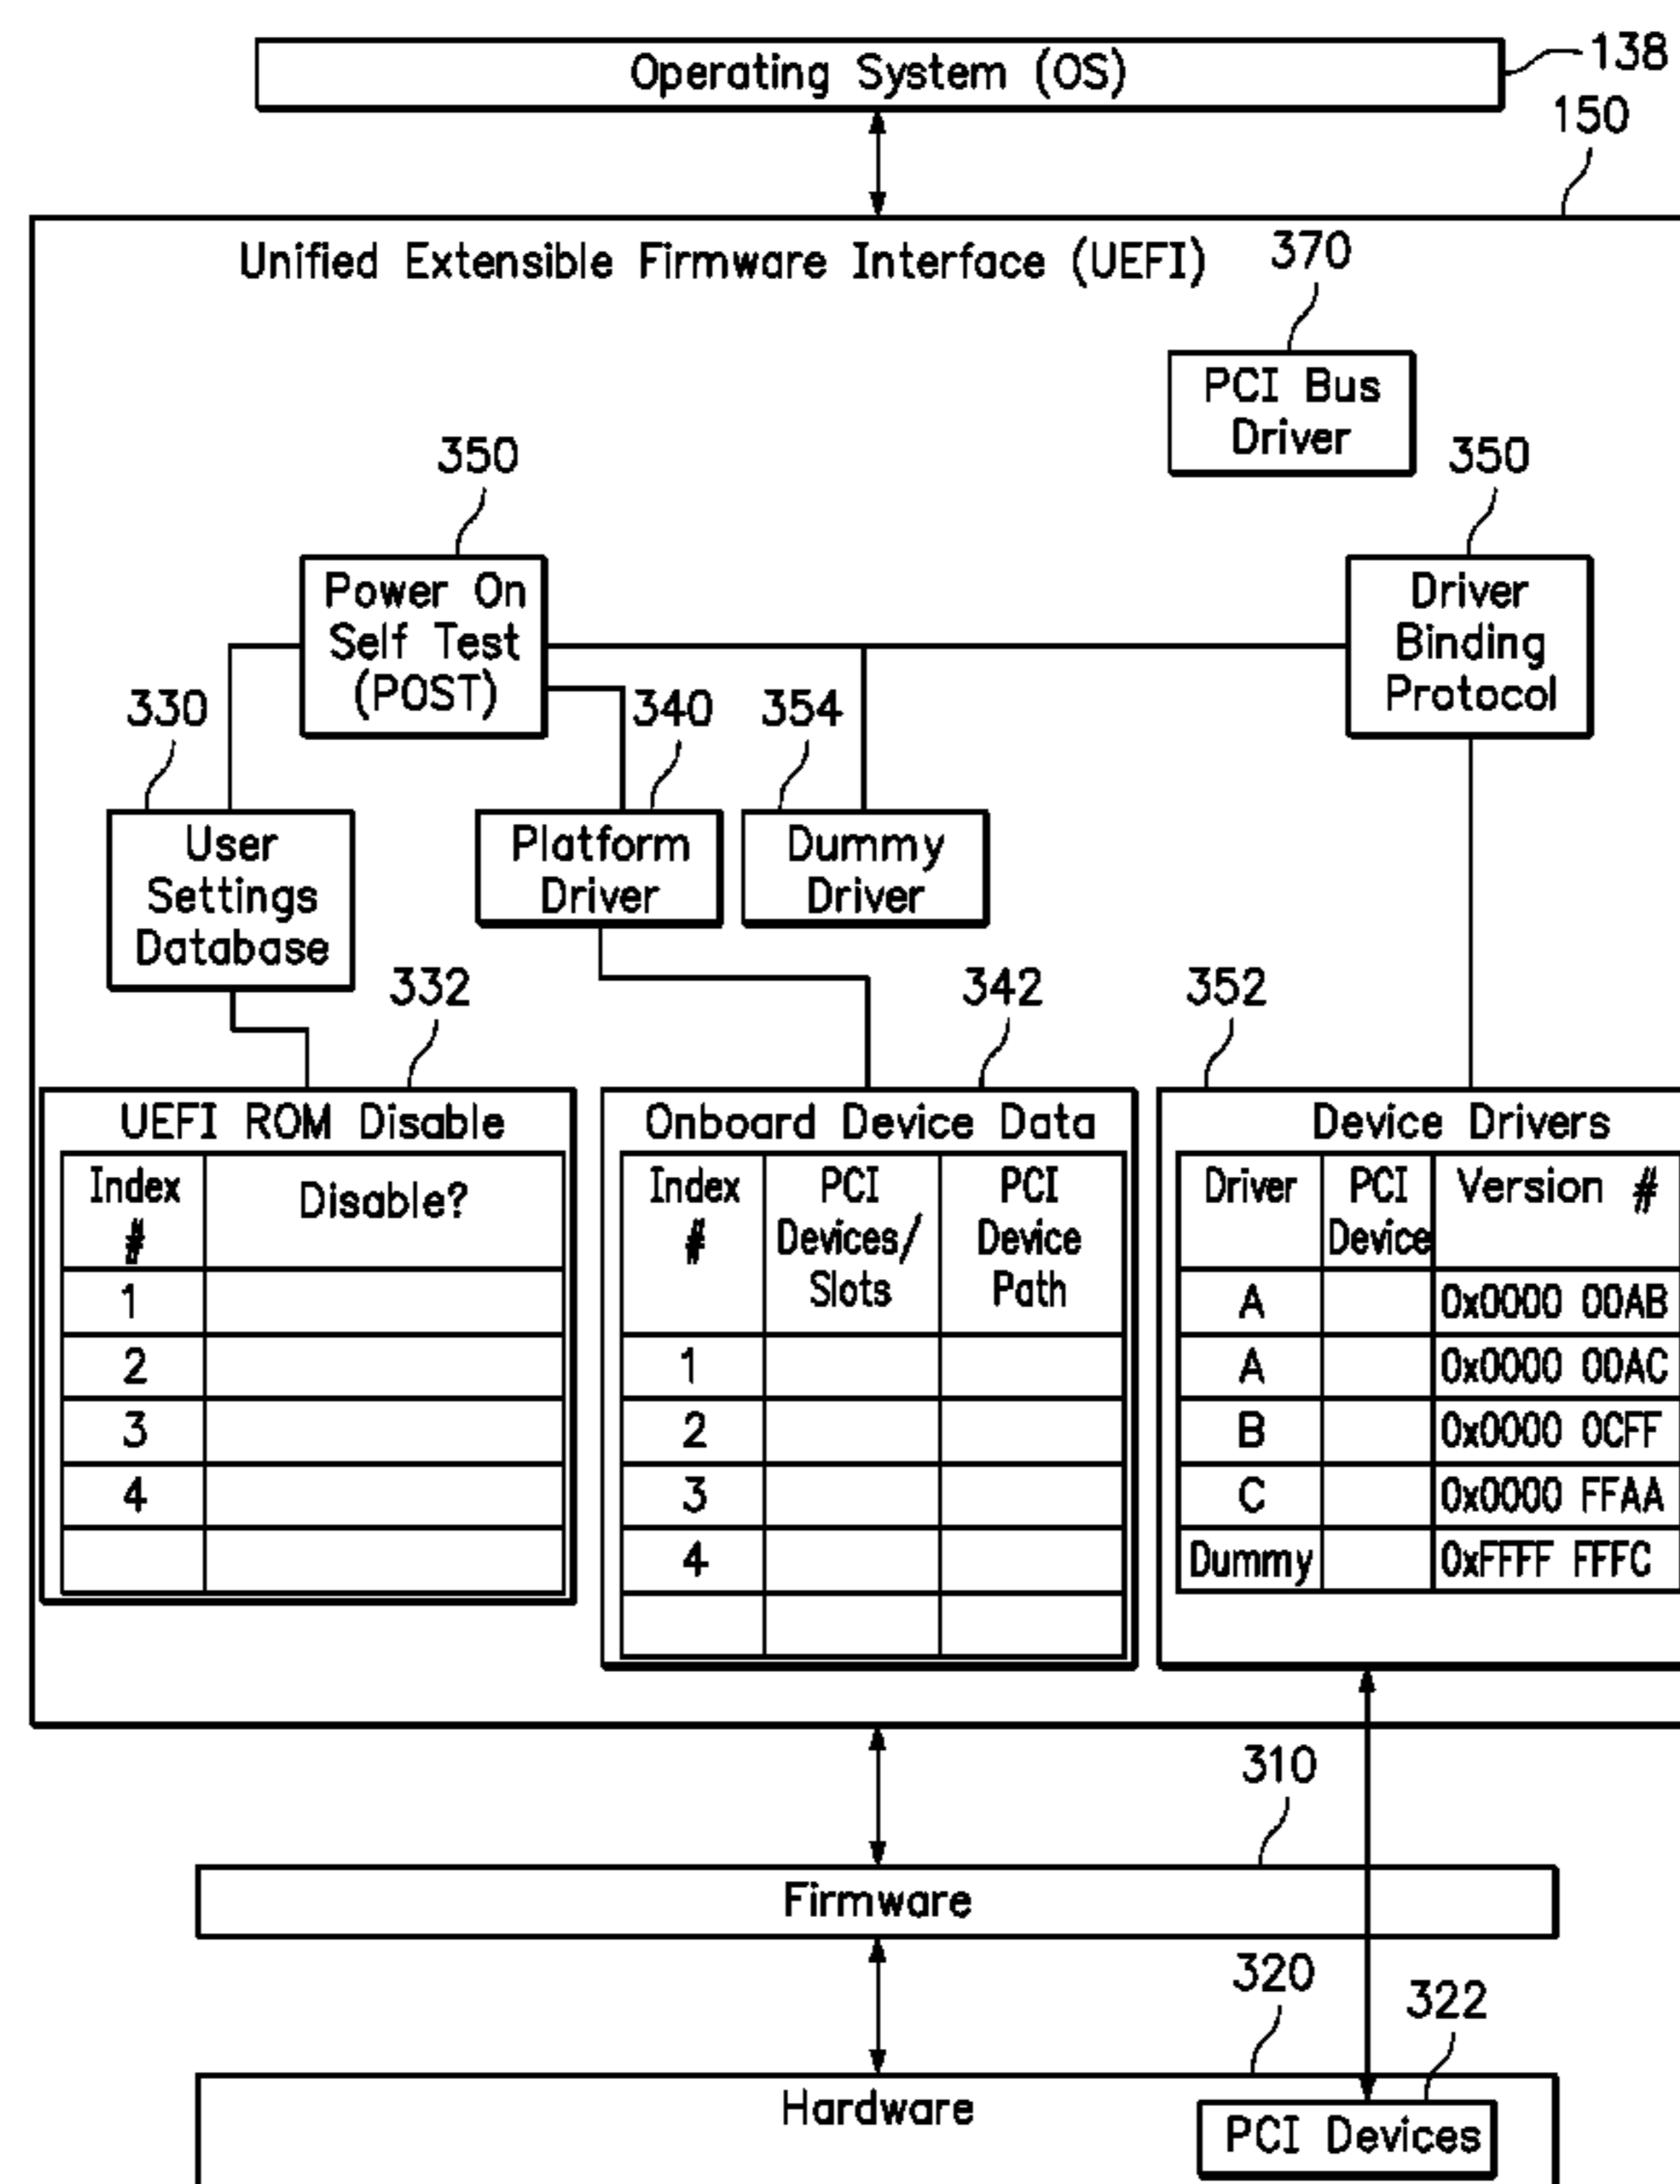 Operating System (OS)
138
150
Unified Extensible Firmware Interface (UEFI)
370
PCI Bus
Driver
350
Power On
Self Test
(POST)
350
Driver
Binding
Protocol
330
User
Settings
Database
340
Platform
Driver
354
Dummy
Driver
332
UEFI ROM Disable
Index
#
Disable?
1
2
3
4
342
Onboard Device Data
Index
#
PCI
Devices/
Slots
PCI
Device
Path
1
2
3
4
352
Device Drivers
Driver
PCI
Device
Version #
A 0x0000 00AB
A 0x0000 00AC
B 0x0000 0CFF
C 0x0000 FFAA
Dummy 0xFFFF FFFC
310
Firmware
320
322
Hardware
PCI Devices